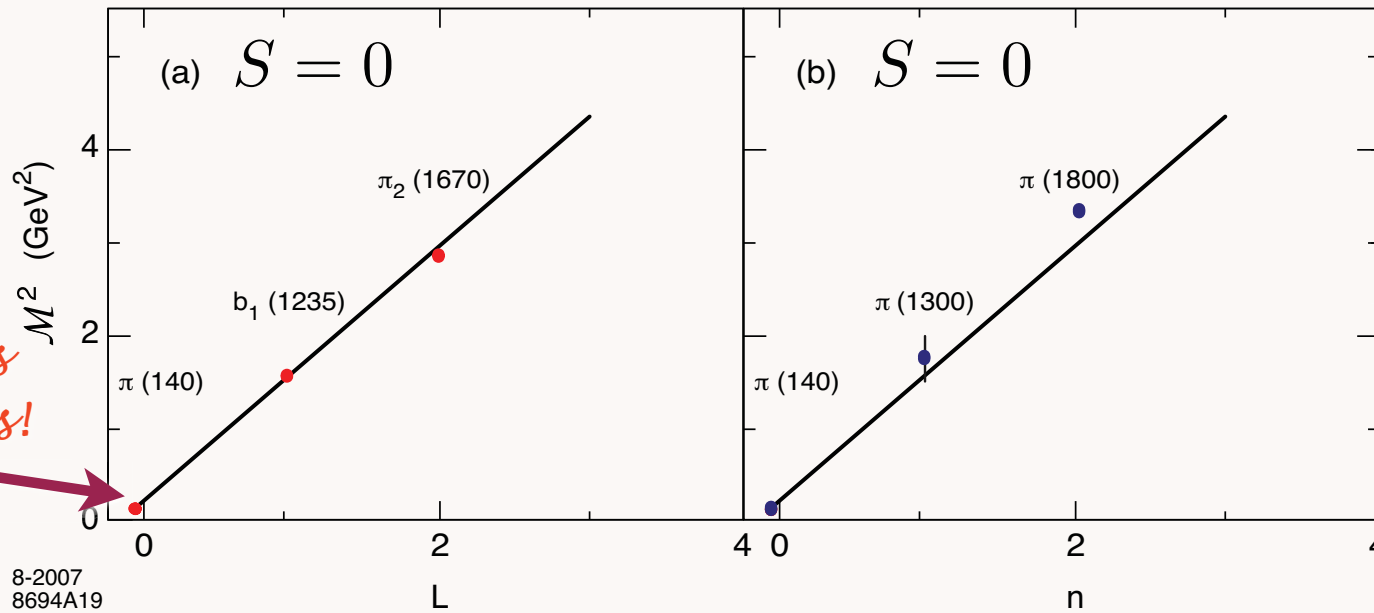 (a) S = 0
(b) S = 0
4
π₂ (1670)
π (1800)
ℳ² (GeV²)
b₁ (1235)
π (1300)
2
π (140)
π (140)
s!
0
0
2
4
0
2
8-2007
8694A19
L
n